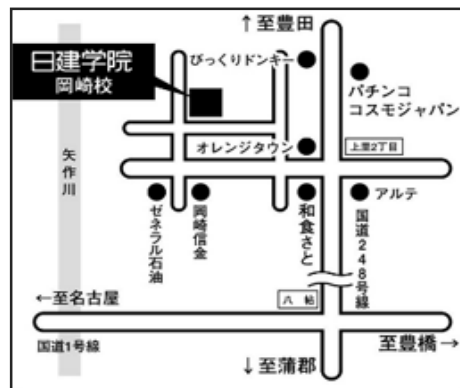 ↑至豊田
日建学院
岡崎校
びっくりドンキー
パチンコ
コスモジャパン
オレンジタウン
上里2丁目
矢作川
ゼネラル石油
岡崎信金
和食さと
アルテ
国道248号線
←至名古屋
八帖
国道1号線
至豊橋→
↓至蒲郡